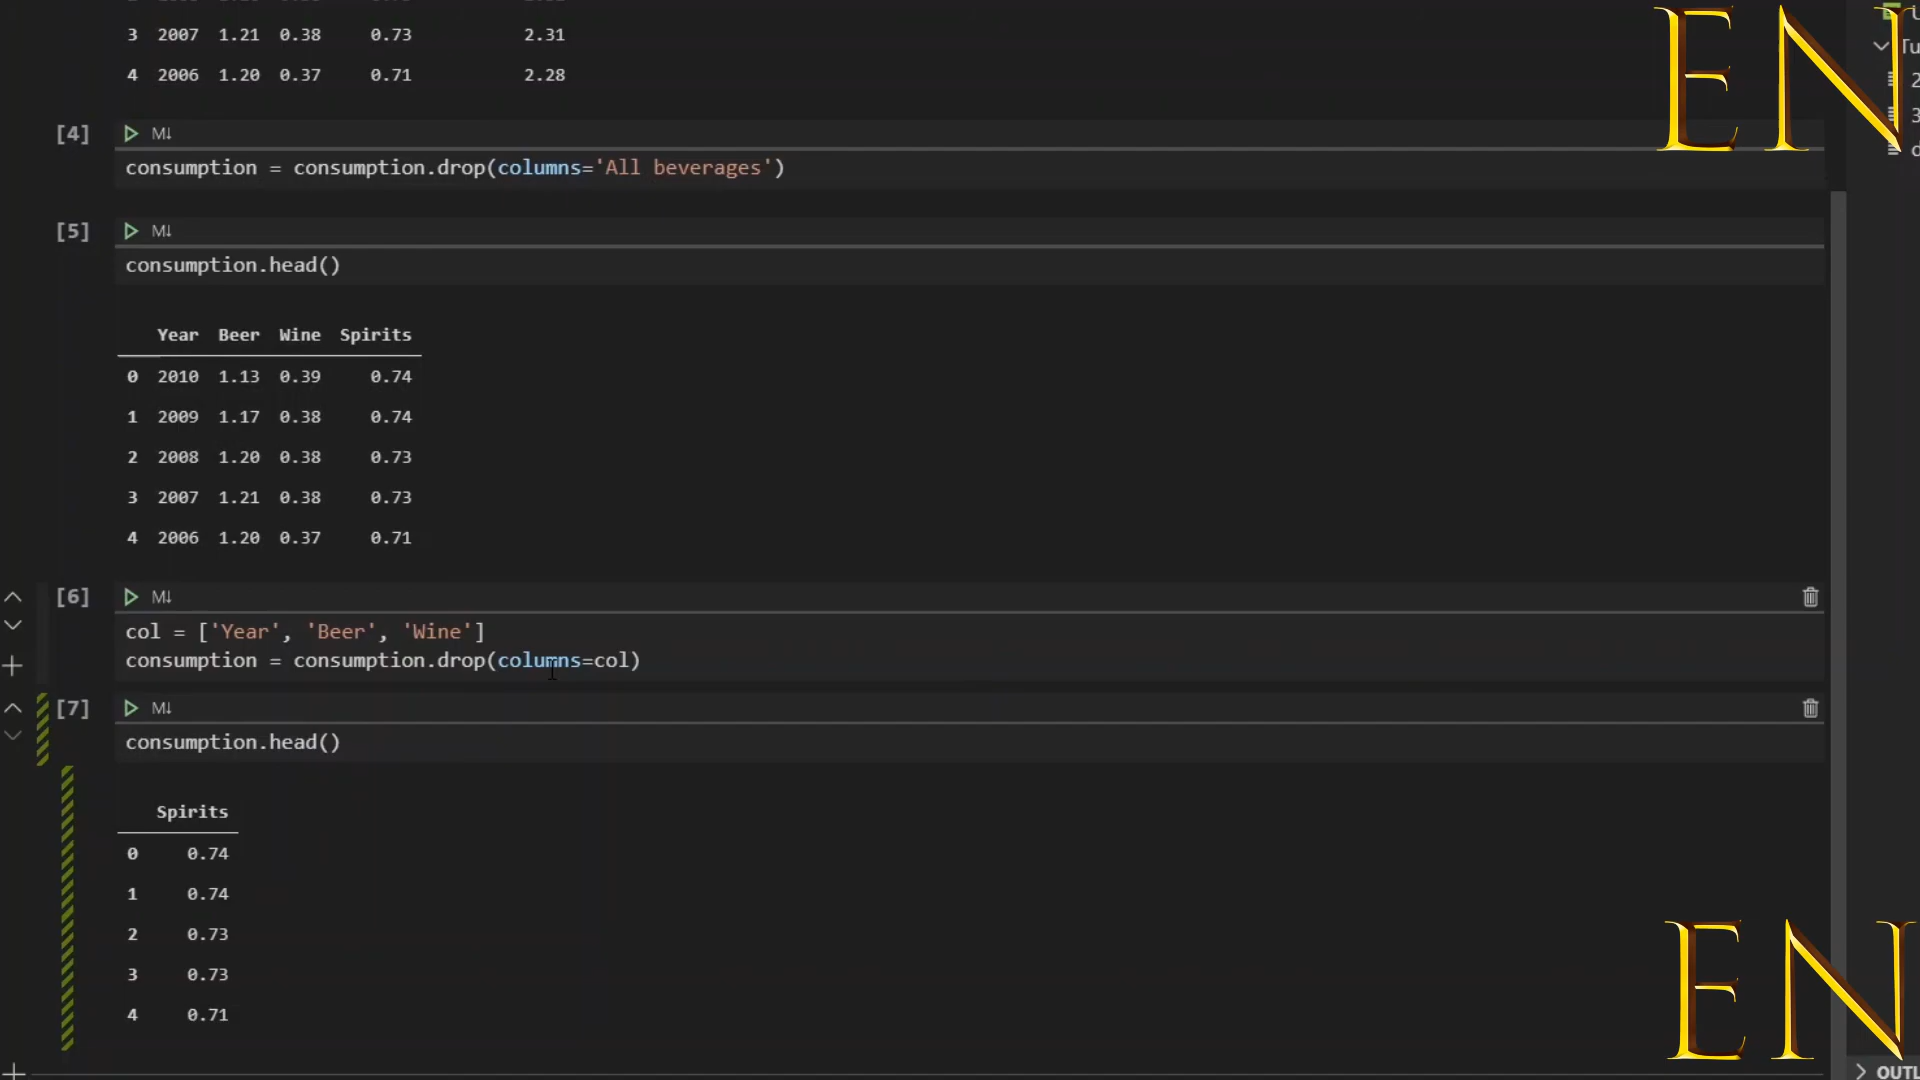 3 2007 1.21 0.38 0.73 2.31
4 2006 1.20 0.37 0.71 2.28
[4] M↓
consumption = consumption.drop(columns='All beverages')
[5] M↓
consumption.head()
Year Beer Wine Spirits
0 2010 1.13 0.39 0.74
1 2009 1.17 0.38 0.74
2 2008 1.20 0.38 0.73
3 2007 1.21 0.38 0.73
4 2006 1.20 0.37 0.71
[6] M↓
col = ['Year', 'Beer', 'Wine']
consumption = consumption.drop(columns=col)
[7] M↓
consumption.head()
Spirits
0 0.74
1 0.74
2 0.73
3 0.73
4 0.71
EN
EN